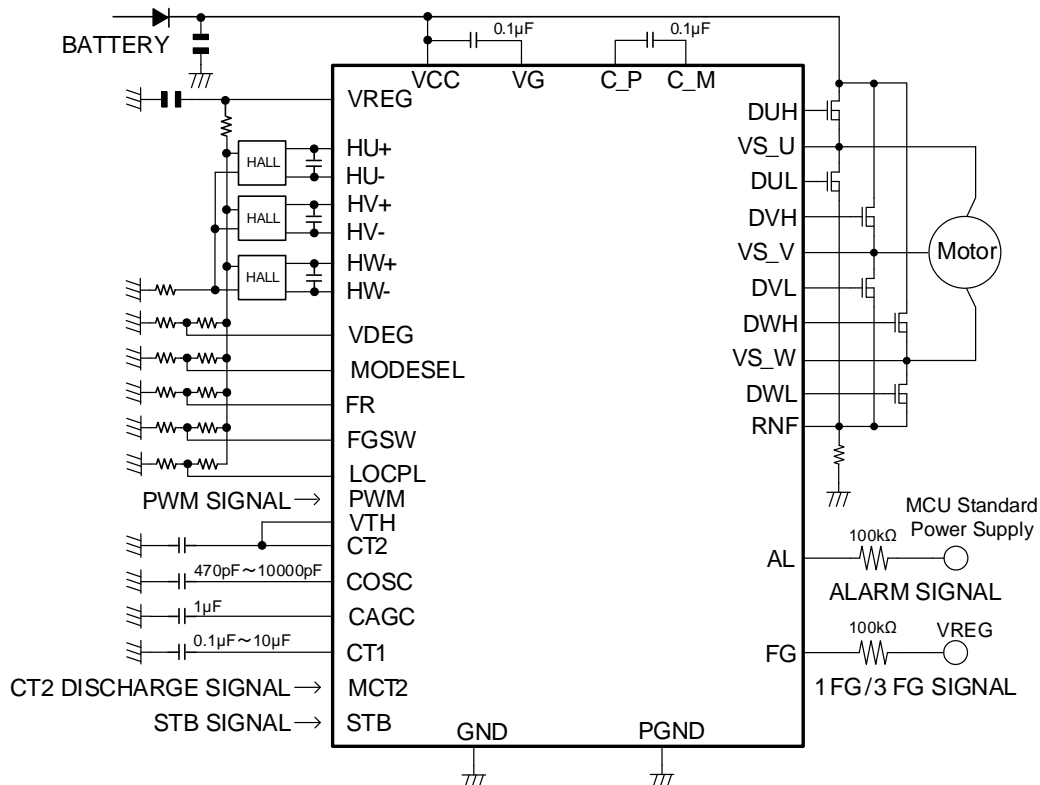 BATTERY
0.1μF
0.1μF
VCC
VG
C_P
C_M
VREG
HALL
HU+
HU-
HALL
HV+
HV-
HALL
HW+
HW-
VDEG
MODESEL
FR
FGSW
LOCPL
PWM SIGNAL
PWM
VTH
CT2
470pF～10000pF
COSC
1μF
CAGC
0.1μF～10μF
CT1
CT2 DISCHARGE SIGNAL
MCT2
STB SIGNAL
STB
GND
PGND
DUH
VS_U
DUL
DVH
VS_V
DVL
DWH
VS_W
DWL
RNF
Motor
MCU Standard
Power Supply
100kΩ
AL
ALARM SIGNAL
100kΩ
VREG
FG
1FG/3 FG SIGNAL